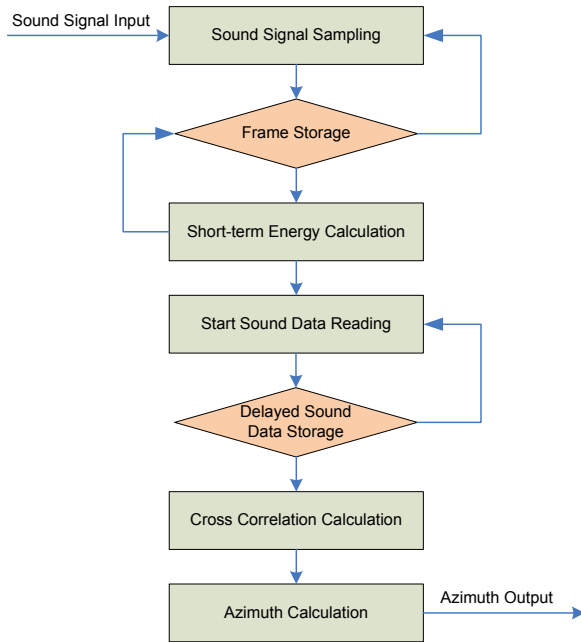 Sound Signal Input
Sound Signal Sampling
Frame Storage
Short-term Energy Calculation
Start Sound Data Reading
Delayed Sound
Data Storage
Cross Correlation Calculation
Azimuth Calculation
Azimuth Output